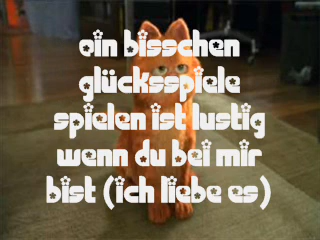 ein bisschen
glücksspiele
spielen ist lustig
wenn du bei mir
bist (ich liebe es)